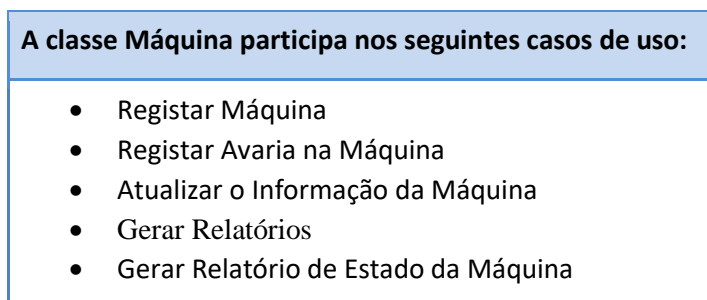 A classe Máquina participa nos seguintes casos de uso:
• Registar Máquina
• Registar Avaria na Máquina
• Atualizar o Informação da Máquina
• Gerar Relatórios
• Gerar Relatório de Estado da Máquina